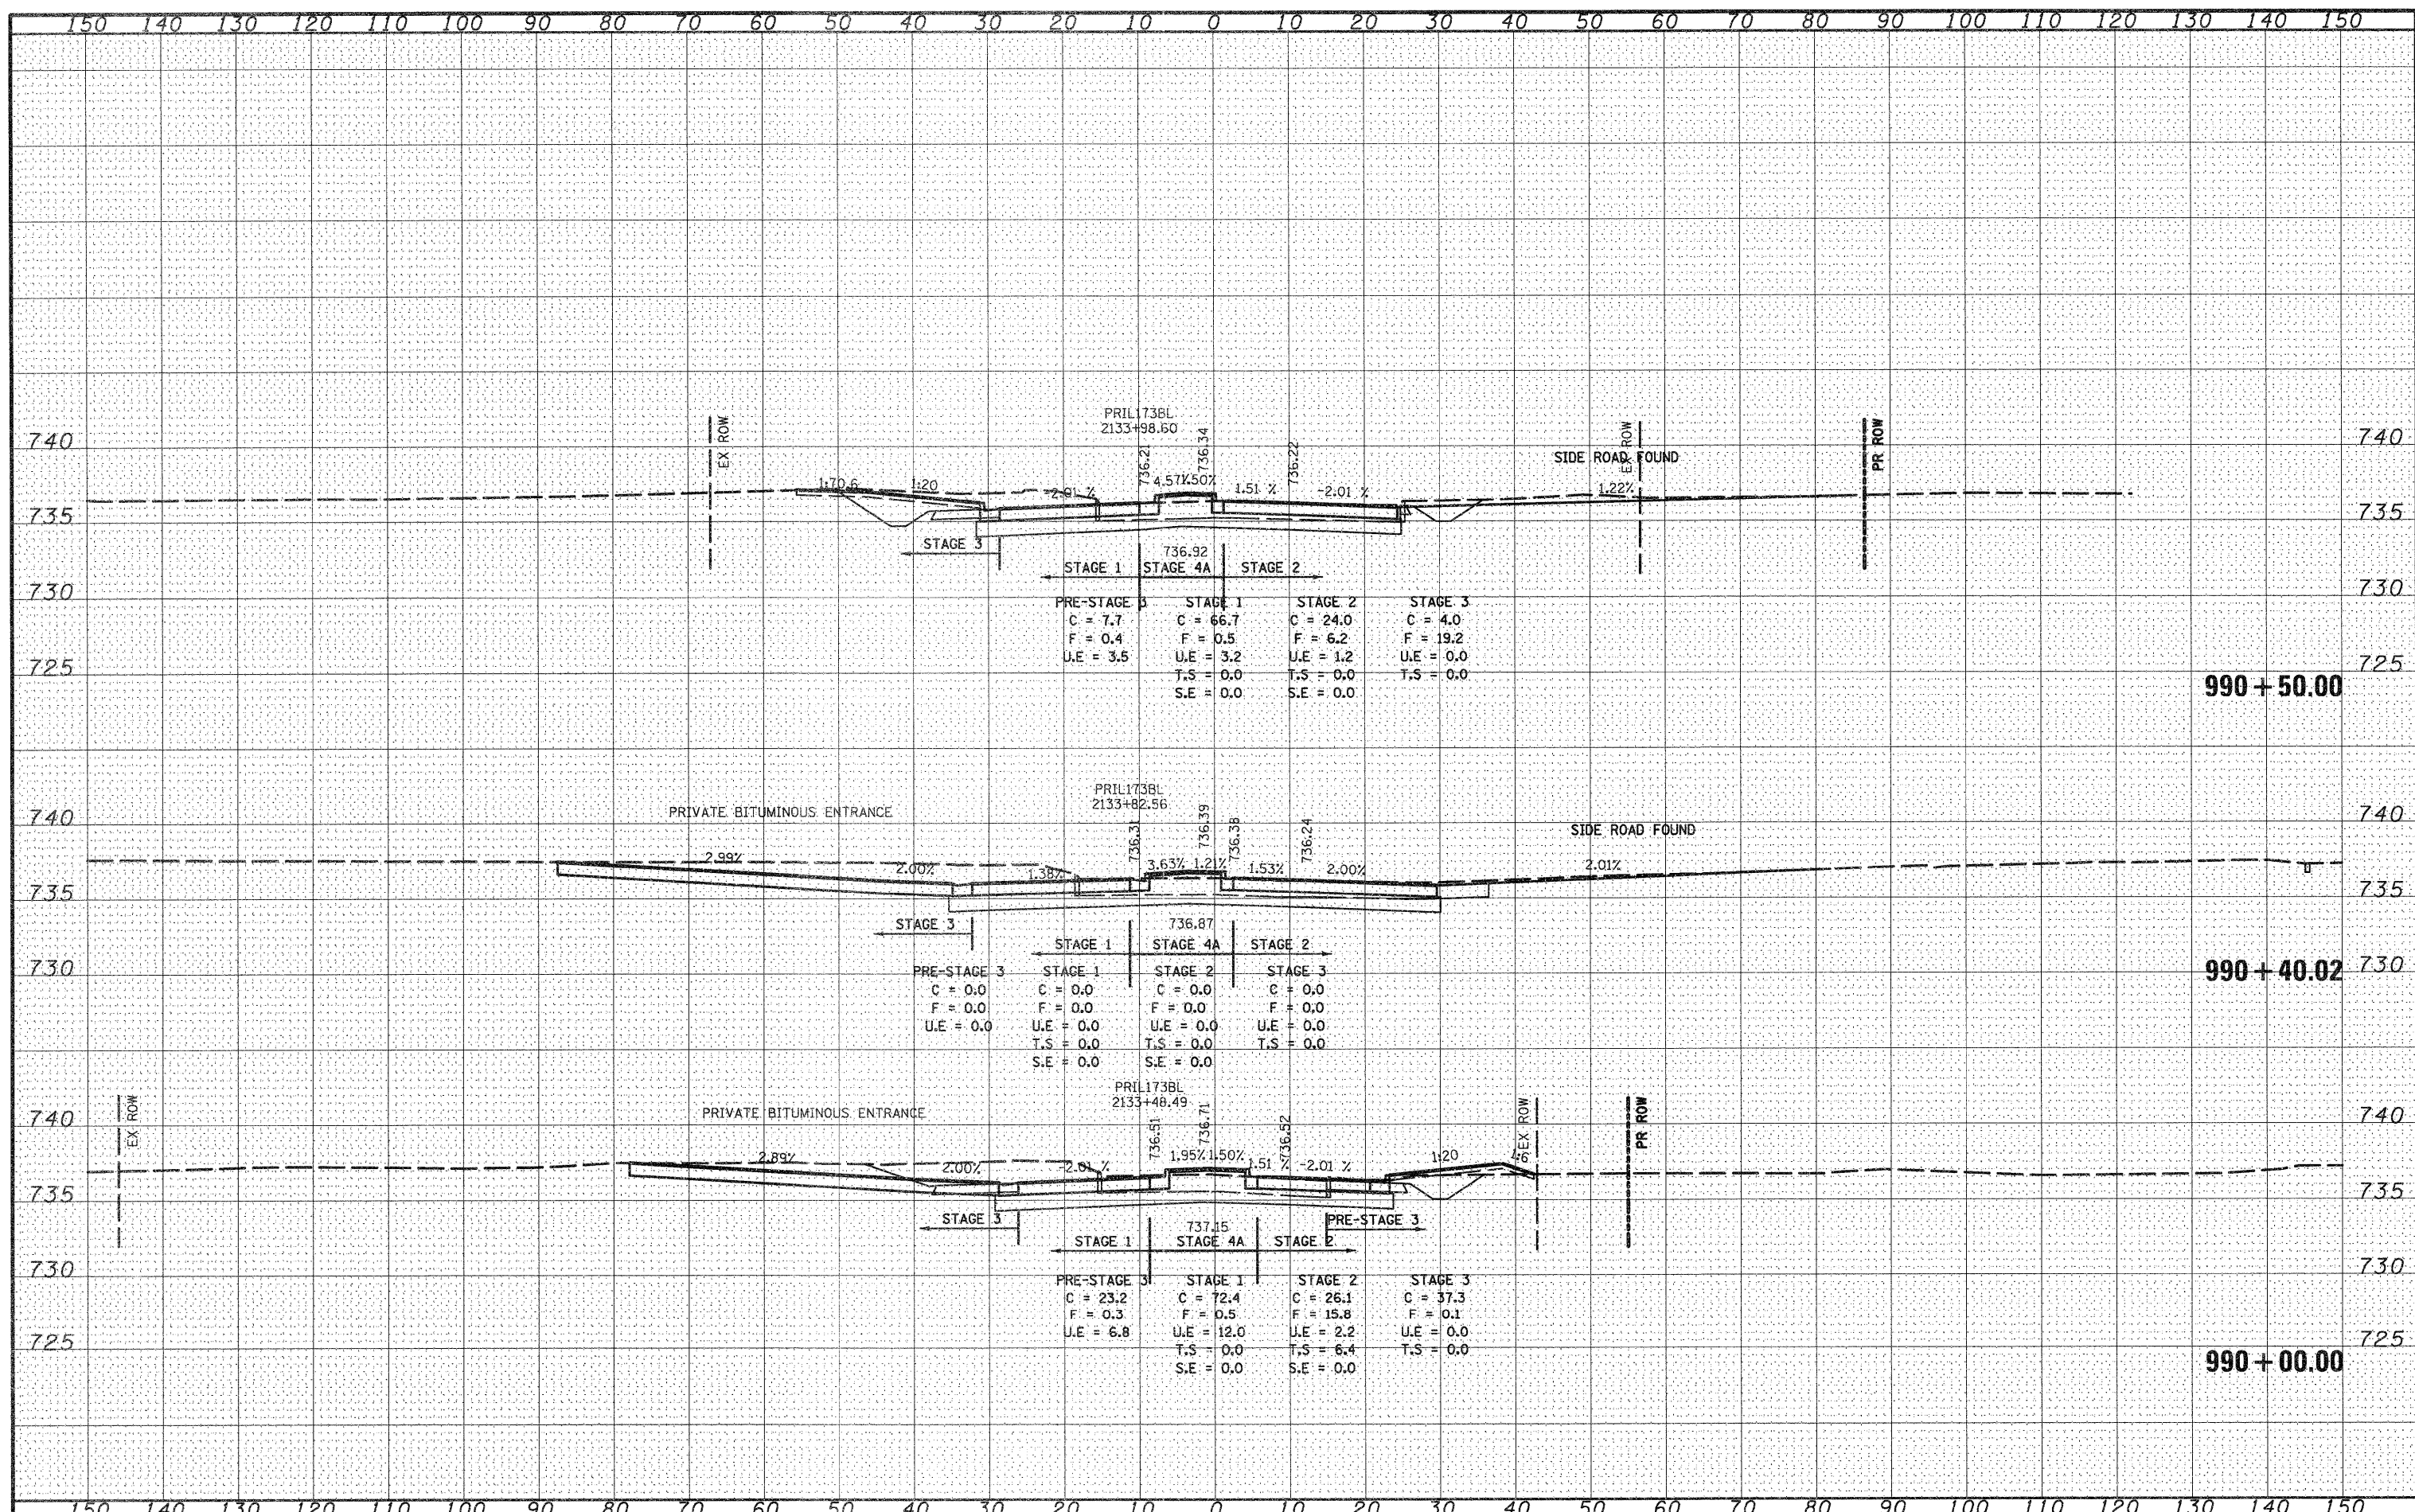 150 140 130 120 110 100 90 80 70 60 50 40 30 20 10 0 10 20 30 40 50 60 70 80 90 100 110 120 130 140 150
PRIL173BL
2133+98.60
EX ROW
736.21
736.34
736.22
EX ROW
PR ROW
740
740
SIDE ROAD FOUND
1:70.6
1:20
-2.01 %
4.57%
1.50%
1.51 %
-2.01 %
1.22%
735
735
STAGE 3
736.92
STAGE 1
STAGE 4A
STAGE 2
730
730
PRE-STAGE 3 STAGE 1 STAGE 2 STAGE 3
C = 7.7 C = 66.7 C = 24.0 C = 4.0
F = 0.4 F = 0.5 F = 6.2 F = 19.2
U.E = 3.5 U.E = 3.2 U.E = 1.2 U.E = 0.0
T.S = 0.0 T.S = 0.0 T.S = 0.0
S.E = 0.0 S.E = 0.0
725
725
990+50.00
PRIL173BL
2133+82.56
736.31
736.39
736.38
736.24
740
740
PRIVATE BITUMINOUS ENTRANCE
SIDE ROAD FOUND
2.99%
2.00%
1.38%
3.63%
1.21%
1.53%
2.00%
2.01%
735
735
STAGE 3
736.87
STAGE 1
STAGE 4A
STAGE 2
730
730
990+40.02
PRE-STAGE 3 STAGE 1 STAGE 2 STAGE 3
C = 0.0 C = 0.0 C = 0.0 C = 0.0
F = 0.0 F = 0.0 F = 0.0 F = 0.0
U.E = 0.0 U.E = 0.0 U.E = 0.0 U.E = 0.0
T.S = 0.0 T.S = 0.0 T.S = 0.0
S.E = 0.0 S.E = 0.0
PRIL173BL
2133+48.49
EX ROW
736.51
736.71
736.52
EX ROW
PR ROW
740
740
PRIVATE BITUMINOUS ENTRANCE
2.89%
2.00%
-2.01 %
1.95%
1.50%
1.51 %
-2.01 %
1:20
1:6
735
735
STAGE 3
737.15
PRE-STAGE 3
STAGE 1
STAGE 4A
STAGE 2
730
730
PRE-STAGE 3 STAGE 1 STAGE 2 STAGE 3
C = 23.2 C = 72.4 C = 26.1 C = 37.3
F = 0.3 F = 0.5 F = 15.8 F = 0.1
U.E = 6.8 U.E = 12.0 U.E = 2.2 U.E = 0.0
T.S = 0.0 T.S = 6.4 T.S = 0.0
S.E = 0.0 S.E = 0.0
725
725
990+00.00
150 140 130 120 110 100 90 80 70 60 50 40 30 20 10 0 10 20 30 40 50 60 70 80 90 100 110 120 130 140 150